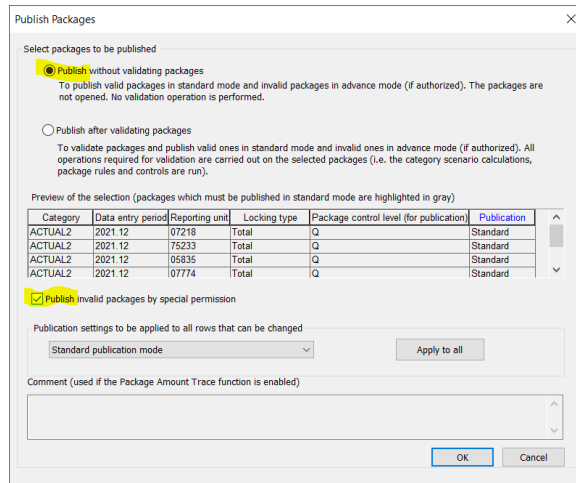 Publish Packages
Select packages to be published
Publish without validating packages
To publish valid packages in standard mode and invalid packages in advance mode (if authorized). The packages are
not opened. No validation operation is performed.
Publish after validating packages
To validate packages and publish valid ones in standard mode and invalid ones in advance mode (if authorized). All
operations required for validation are carried out on the selected packages (i.e. the category scenario calculations,
package rules and controls are run).
Preview of the selection (packages which must be published in standard mode are highlighted in gray)
Category Data entry period Reporting unit Locking type Package control level (for publication) Publication
ACTUAL2 2021.12 07218 Total Q Standard
ACTUAL2 2021.12 75233 Total Q Standard
ACTUAL2 2021.12 05835 Total Q Standard
ACTUAL2 2021.12 07774 Total Q Standard
Publish invalid packages by special permission
Publication settings to be applied to all rows that can be changed
Standard publication mode Apply to all
Comment (used if the Package Amount Trace function is enabled)
OK Cancel